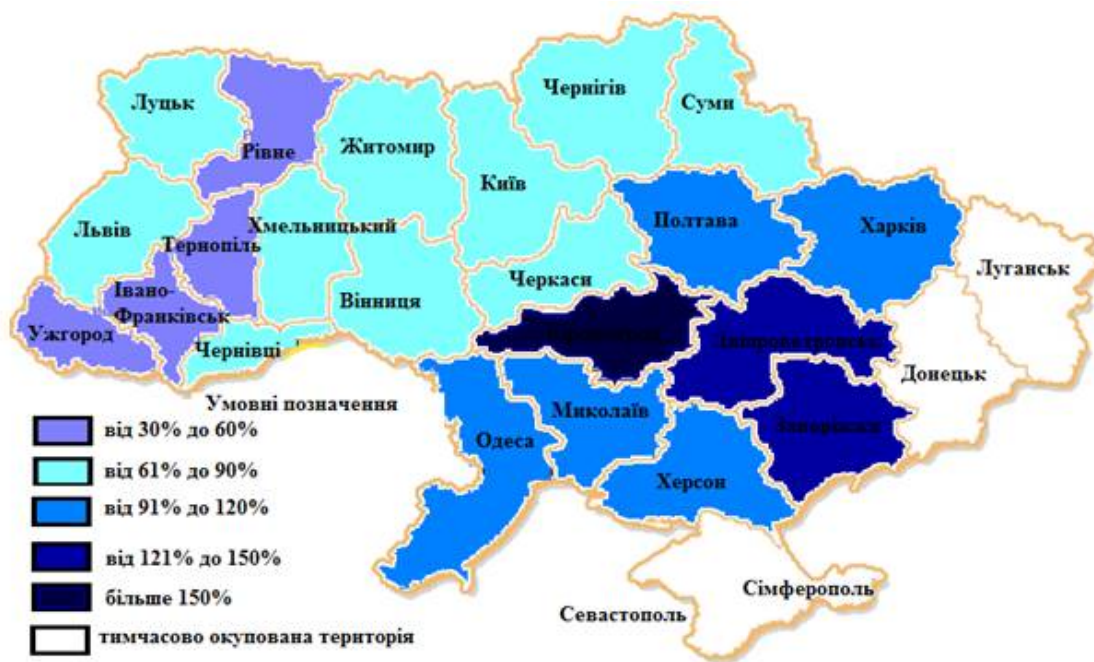 Луцьк
Рівне
Житомир
Київ
Чернігів
Суми
Львів
Тернопіль
Хмельницький
Полтава
Харків
Луганськ
Івано-
Франківськ
Вінниця
Черкаси
Ужгород
Чернівці
Донецьк
Запоріжжя
Миколаїв
Одеса
Херсон
Сімферополь
Севастополь
Умовні позначення
від 30% до 60%
від 61% до 90%
від 91% до 120%
від 121% до 150%
більше 150%
тимчасово окупована територія